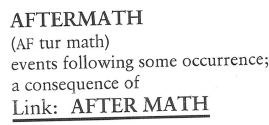 AFTERMATH
(AF tur math)
events following some occurrence;
a consequence of
Link: AFTER MATH